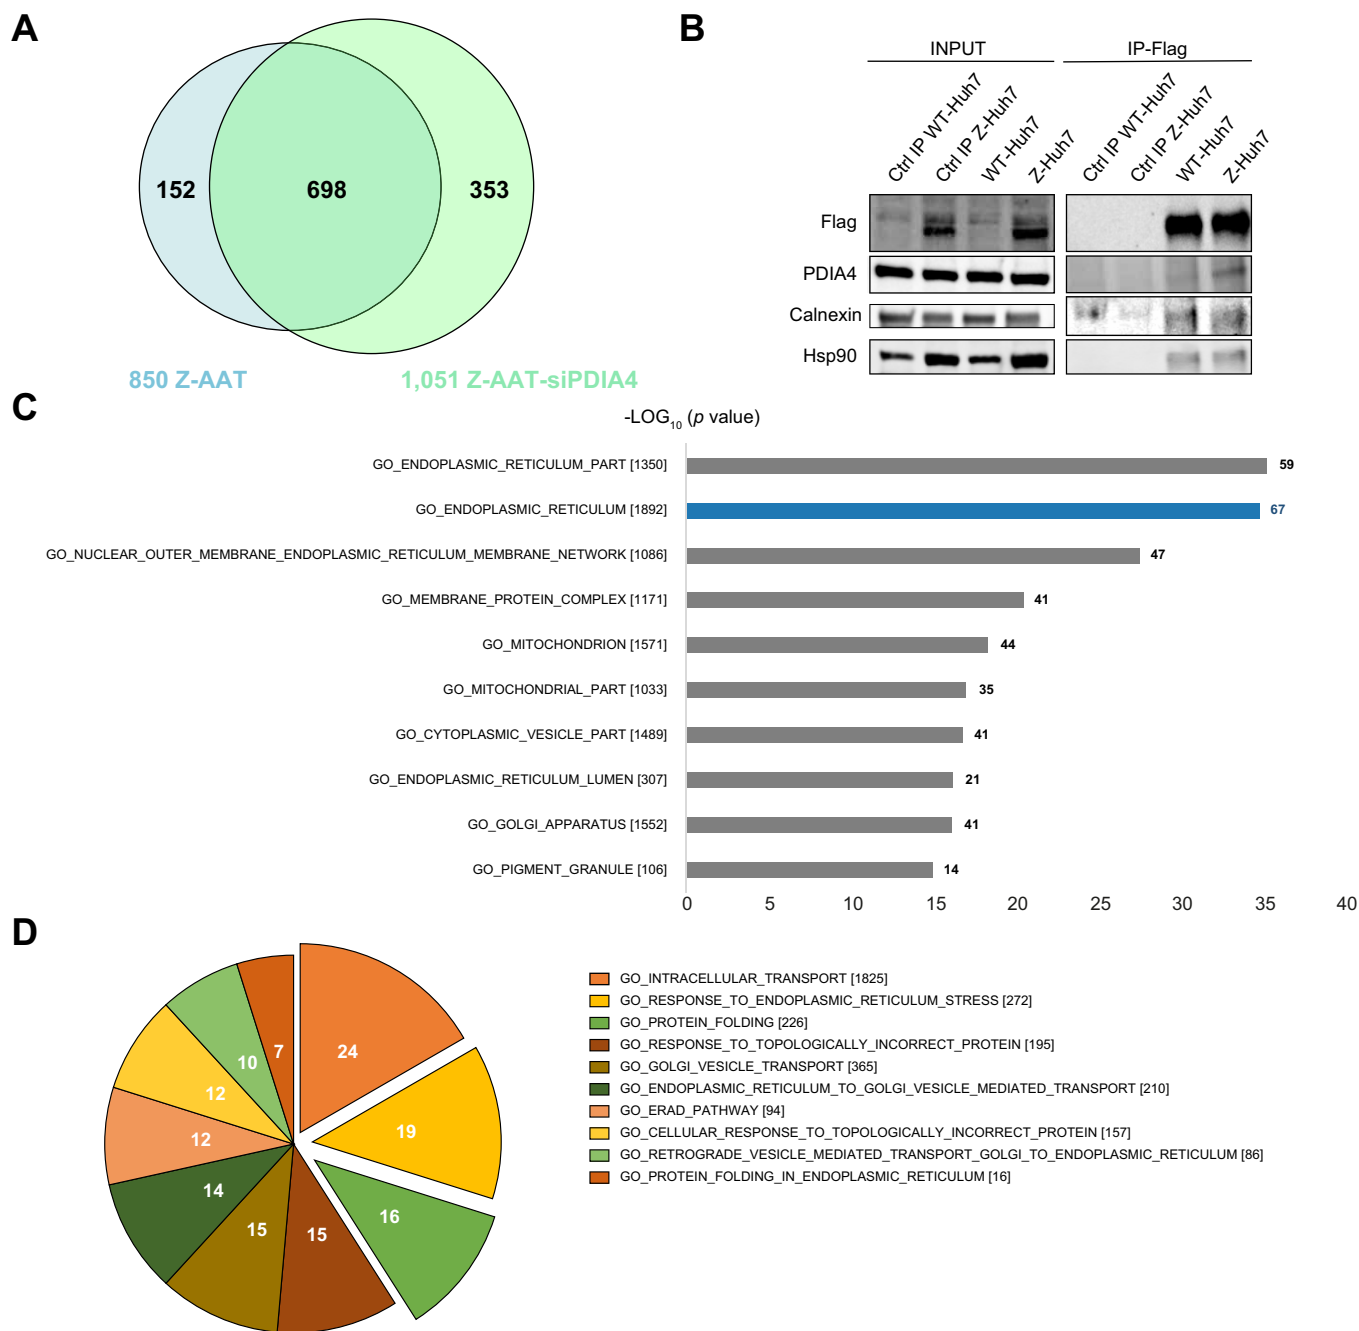 A
152
698
353
850 Z-AAT
1,051 Z-AAT-siPDIA4
B
INPUT
IP-Flag
Ctrl IP WT-Huh7
Ctrl IP Z-Huh7
WT-Huh7
Z-Huh7
Ctrl IP WT-Huh7
Ctrl IP Z-Huh7
WT-Huh7
Z-Huh7
Flag
PDIA4
Calnexin
Hsp90
C
-LOG10 (p value)
GO_ENDOPLASMIC_RETICULUM_PART [1350] 59
GO_ENDOPLASMIC_RETICULUM [1892] 67
GO_NUCLEAR_OUTER_MEMBRANE_ENDOPLASMIC_RETICULUM_MEMBRANE_NETWORK [1086] 47
GO_MEMBRANE_PROTEIN_COMPLEX [1171] 41
GO_MITOCHONDRION [1571] 44
GO_MITOCHONDRIAL_PART [1033] 35
GO_CYTOPLASMIC_VESICLE_PART [1489] 41
GO_ENDOPLASMIC_RETICULUM_LUMEN [307] 21
GO_GOLGI_APPARATUS [1552] 41
GO_PIGMENT_GRANULE [106] 14
0 5 10 15 20 25 30 35 40
D
24
19
16
15
15
14
12
12
10
7
GO_INTRACELLULAR_TRANSPORT [1825]
GO_RESPONSE_TO_ENDOPLASMIC_RETICULUM_STRESS [272]
GO_PROTEIN_FOLDING [226]
GO_RESPONSE_TO_TOPOLOGICALLY_INCORRECT_PROTEIN [195]
GO_GOLGI_VESICLE_TRANSPORT [365]
GO_ENDOPLASMIC_RETICULUM_TO_GOLGI_VESICLE_MEDIATED_TRANSPORT [210]
GO_ERAD_PATHWAY [94]
GO_CELLULAR_RESPONSE_TO_TOPOLOGICALLY_INCORRECT_PROTEIN [157]
GO_RETROGRADE_VESICLE_MEDIATED_TRANSPORT_GOLGI_TO_ENDOPLASMIC_RETICULUM [86]
GO_PROTEIN_FOLDING_IN_ENDOPLASMIC_RETICULUM [16]